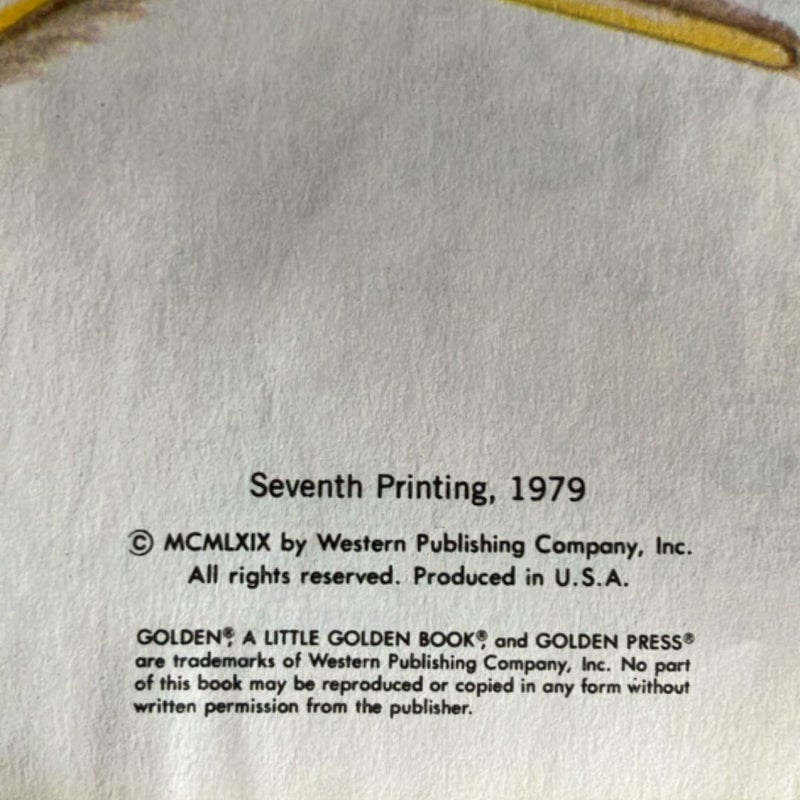 Seventh Printing, 1979
© MCMLXIX by Western Publishing Company, Inc.
All rights reserved. Produced in U.S.A.
GOLDEN®, A LITTLE GOLDEN BOOK®, and GOLDEN PRESS®
are trademarks of Western Publishing Company, Inc. No part
of this book may be reproduced or copied in any form without
written permission from the publisher.